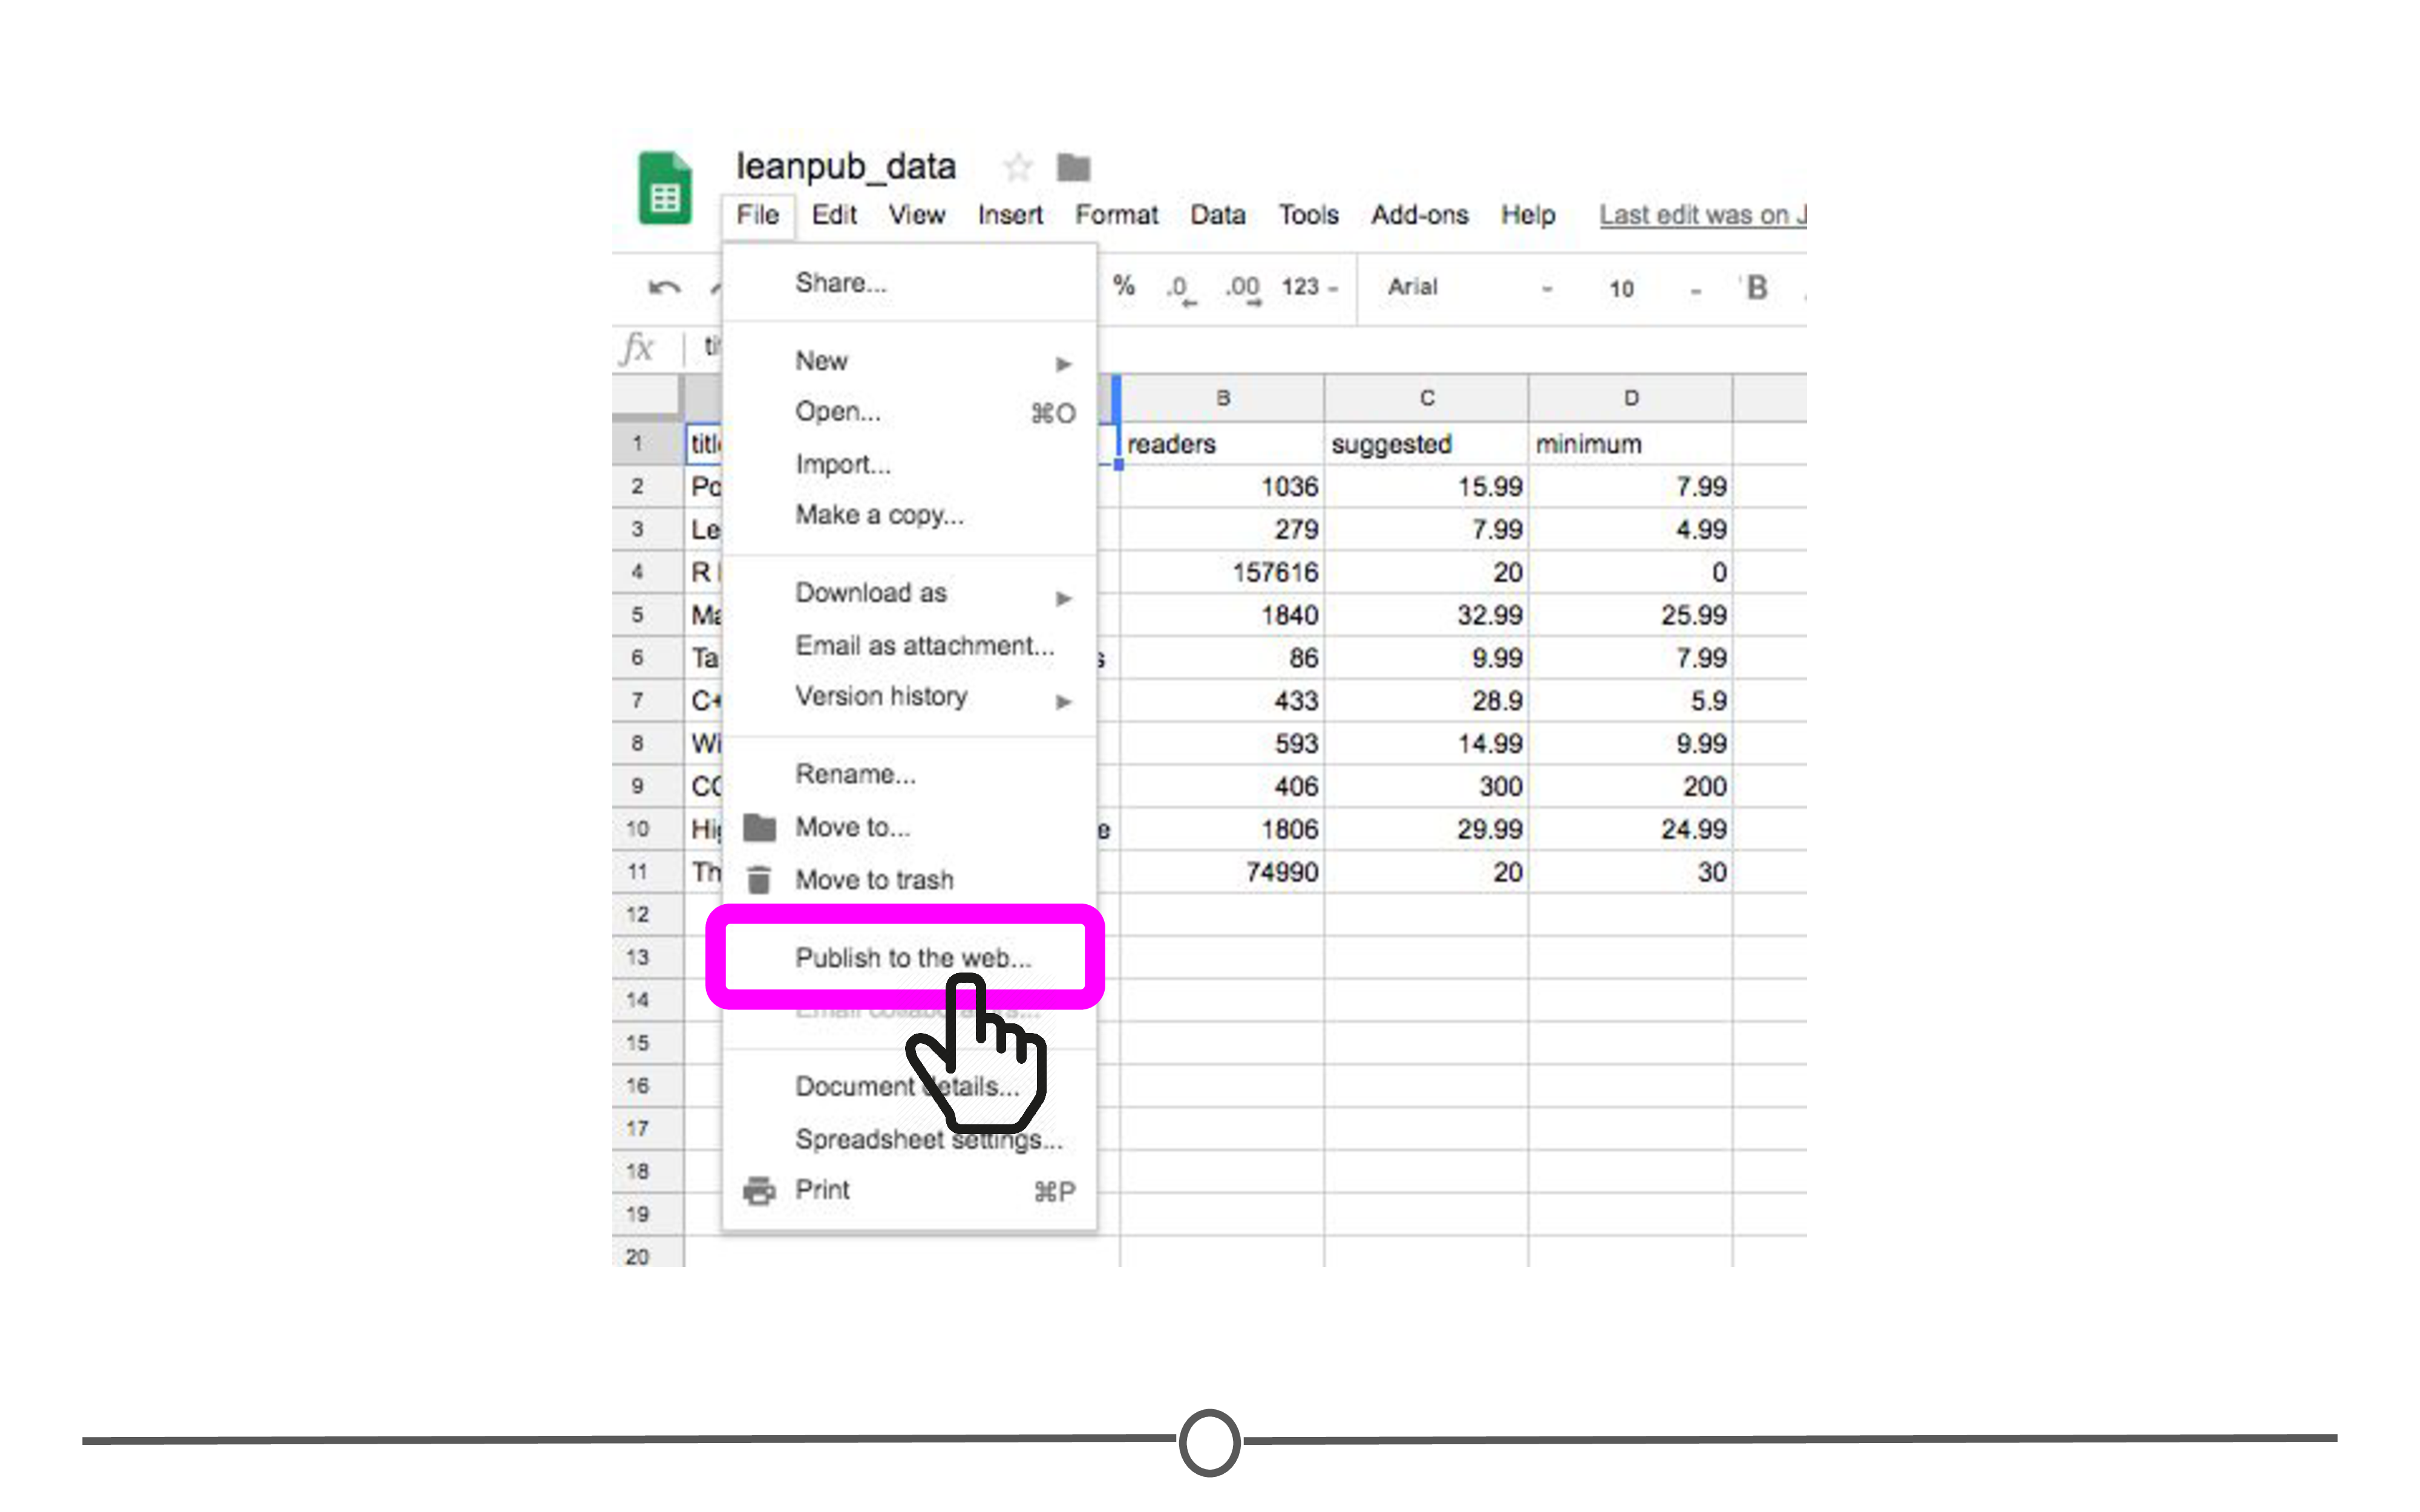 leanpub_data
File Edit View Insert Format Data Tools Add-ons Help Last edit was on J
% .0 .00 123 Arial 10 B
fx
Share...
New
Open... ⌘O
Import...
Make a copy...
Download as
Email as attachment...
Version history
Rename...
Move to...
Move to trash
Publish to the web...
Email collaborators...
Document details...
Spreadsheet settings...
Print ⌘P
B C D
1 readers suggested minimum
2 Po 1036 15.99 7.99
3 Le 279 7.99 4.99
4 R 157616 20 0
5 Ma 1840 32.99 25.99
6 Ta s 86 9.99 7.99
7 C+ 433 28.9 5.9
8 Wi 593 14.99 9.99
9 406 300 200
10 Hig e 1806 29.99 24.99
11 Th 74990 20 30
12
13
14
15
16
17
18
19
20